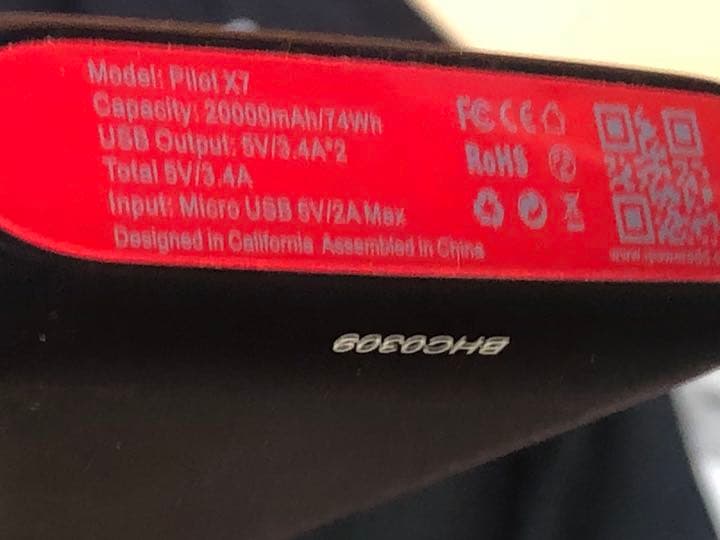 Model: Pilot X7
Capacity: 20000mAh/74Wh
USB Output: 5V/3.4A*2
Total 5V/3.4A
Input: Micro USB 5V/2A Max
Designed in California Assembled in China
FC CE
RoHS
BHC0309